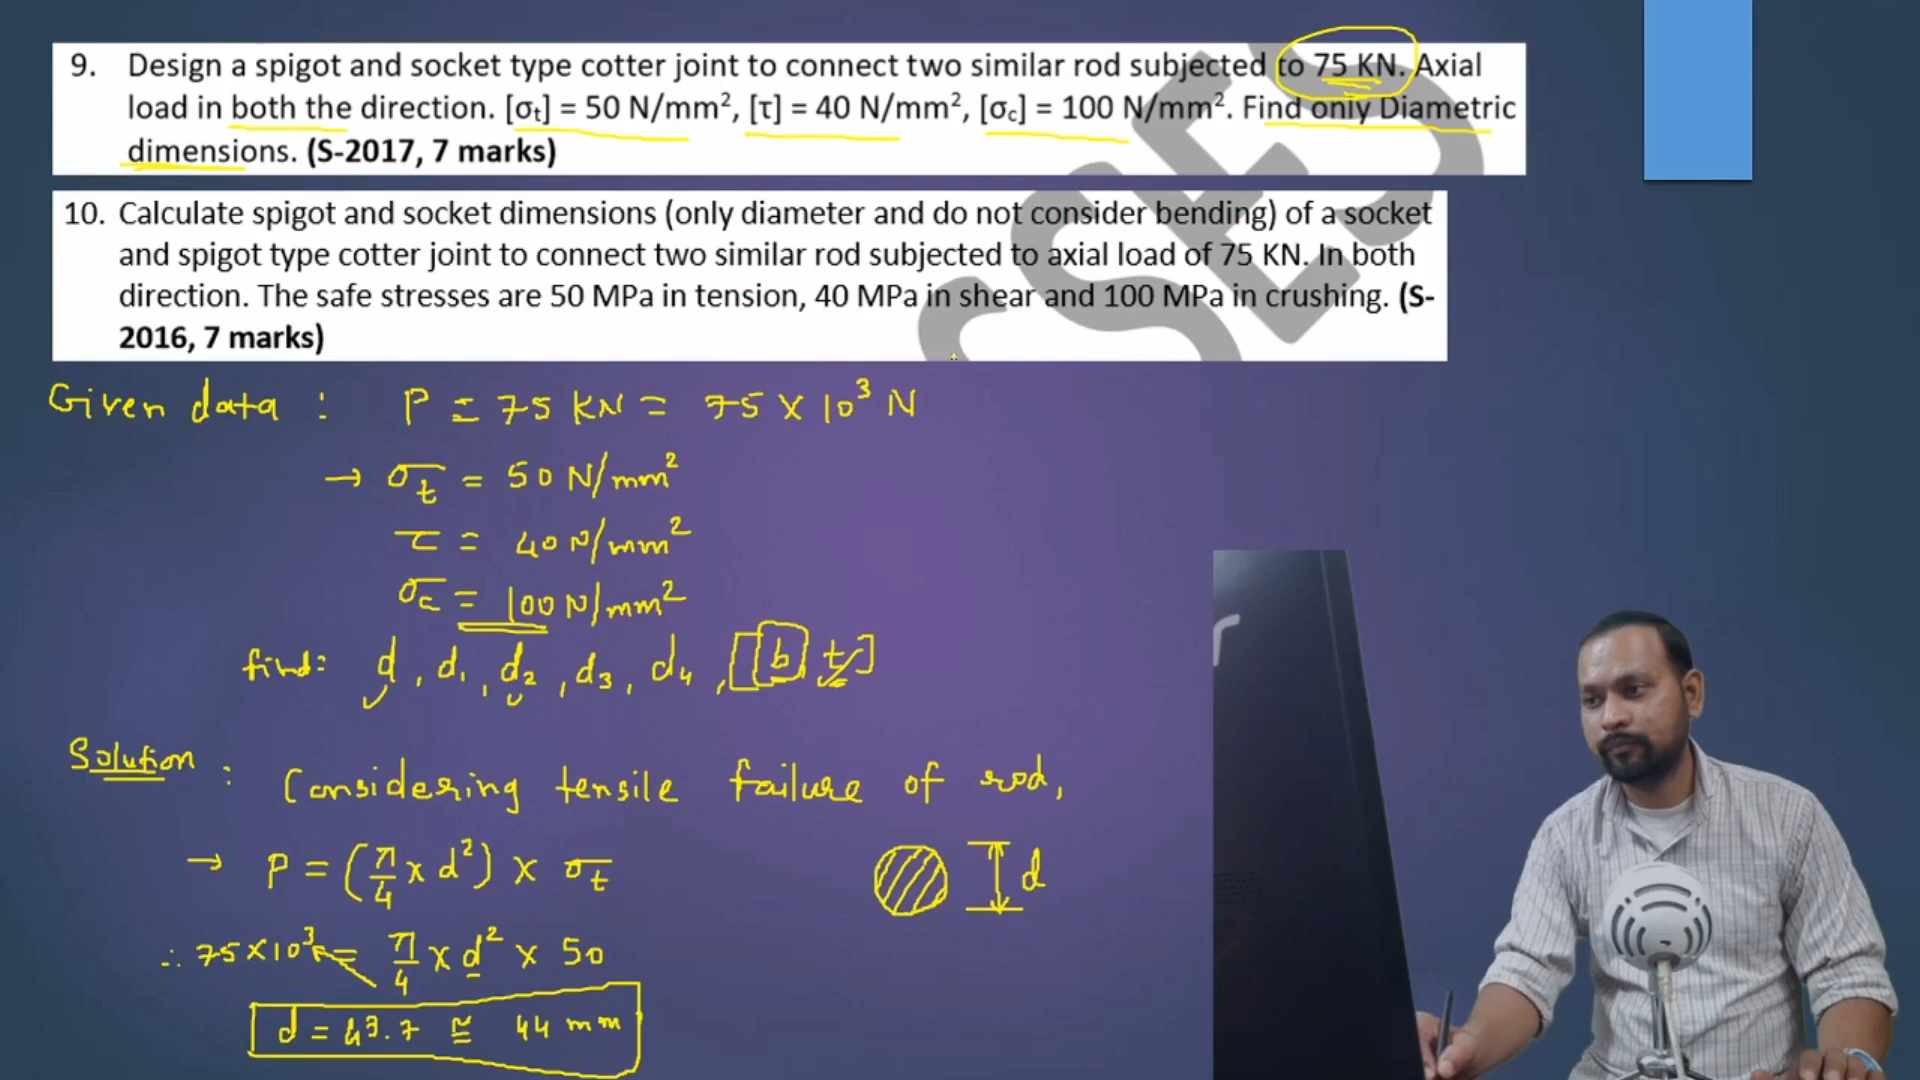 9. Design a spigot and socket type cotter joint to connect two similar rod subjected to 75 KN. Axial
load in both the direction. [σt] = 50 N/mm², [τ] = 40 N/mm², [σc] = 100 N/mm². Find only Diametric
dimensions. (S-2017, 7 marks)
10. Calculate spigot and socket dimensions (only diameter and do not consider bending) of a socket
and spigot type cotter joint to connect two similar rod subjected to axial load of 75 KN. In both
direction. The safe stresses are 50 MPa in tension, 40 MPa in shear and 100 MPa in crushing. (S-
2016, 7 marks)
Given data : P = 75 KN = 75 × 10³ N
→ σt = 50 N/mm²
τ = 40 N/mm²
σc = 100 N/mm²
find: d, d1, d2, d3, d4, [b t]
Solution : Considering tensile failure of rod,
→ P = (π/4 × d²) × σt
d
∴ 75×10³ = π/4 × d² × 50
d = 43.7 ≅ 44 mm